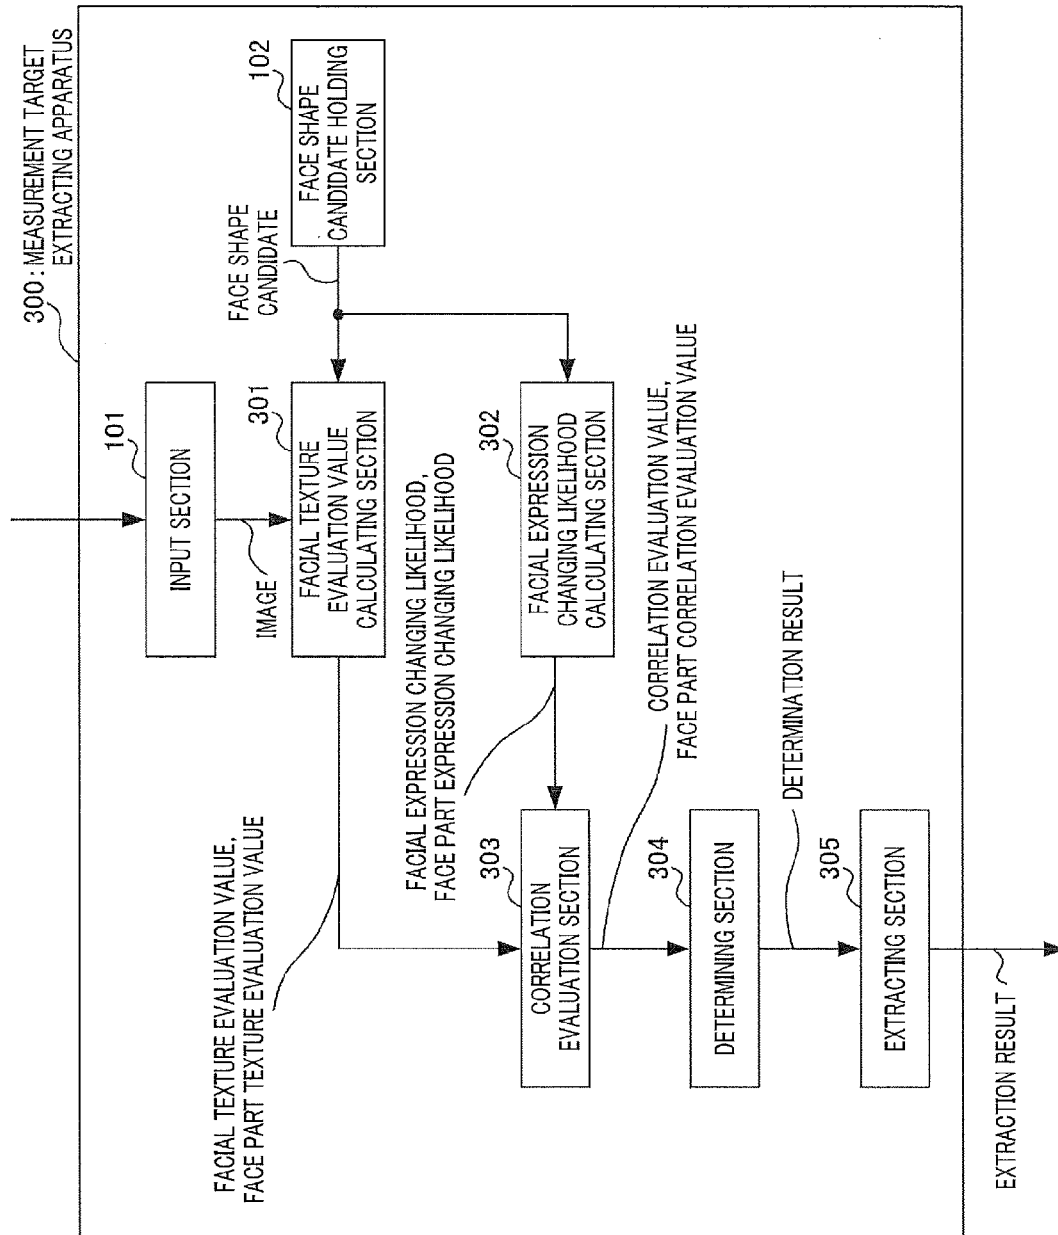 300 : MEASUREMENT TARGET
EXTRACTING APPARATUS
101
INPUT SECTION
IMAGE
102
FACE SHAPE
CANDIDATE HOLDING
SECTION
FACE SHAPE
CANDIDATE
301
FACIAL TEXTURE
EVALUATION VALUE
CALCULATING SECTION
302
FACIAL EXPRESSION
CHANGING LIKELIHOOD
CALCULATING SECTION
FACIAL TEXTURE EVALUATION VALUE,
FACE PART TEXTURE EVALUATION VALUE
FACIAL EXPRESSION CHANGING LIKELIHOOD,
FACE PART EXPRESSION CHANGING LIKELIHOOD
303
CORRELATION
EVALUATION SECTION
CORRELATION EVALUATION VALUE,
FACE PART CORRELATION EVALUATION VALUE
304
DETERMINING SECTION
DETERMINATION RESULT
305
EXTRACTING SECTION
EXTRACTION RESULT